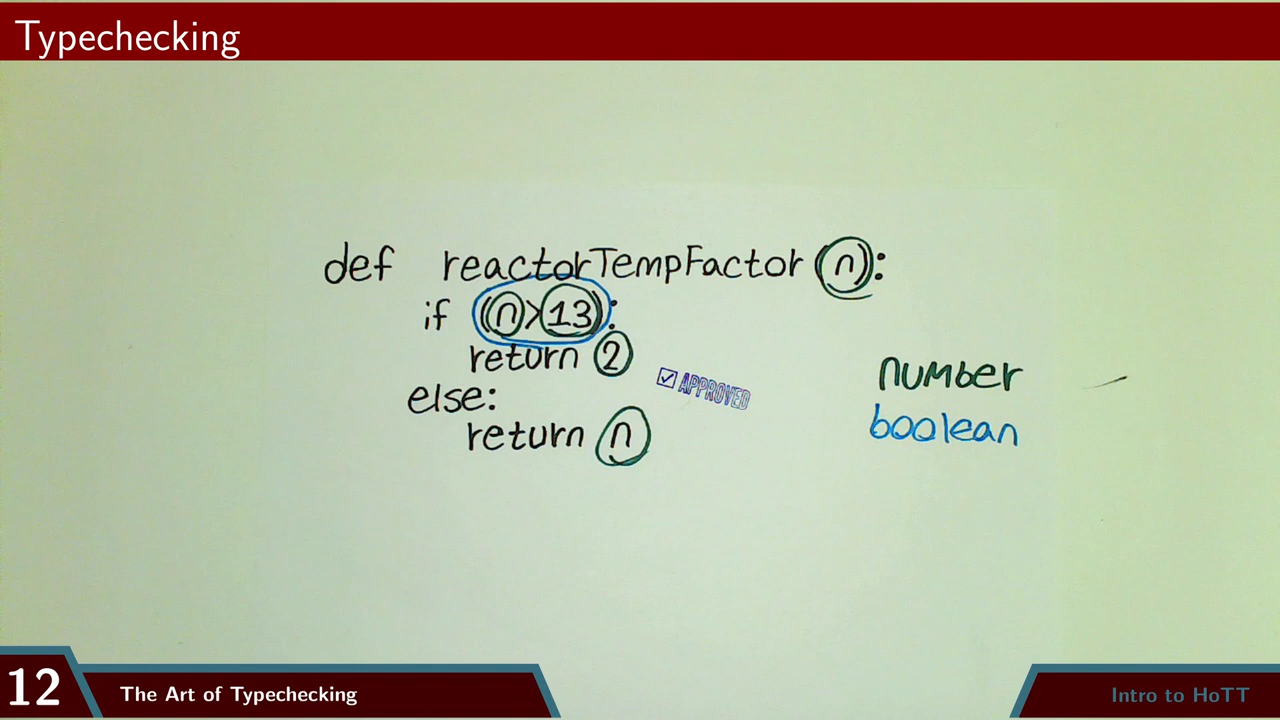 Typechecking
def reactorTempFactor (n):
if ((n>13)):
return 2
APPROVED
else:
return n
number
boolean
12
The Art of Typechecking
Intro to HoTT